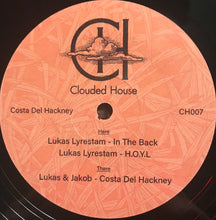 CH
Clouded House
Costa Del Hackney
CH007
Here
Lukas Lyrestam - In The Back
Lukas Lyrestam - H.O.Y.L
There
Lukas & Jakob - Costa Del Hackney